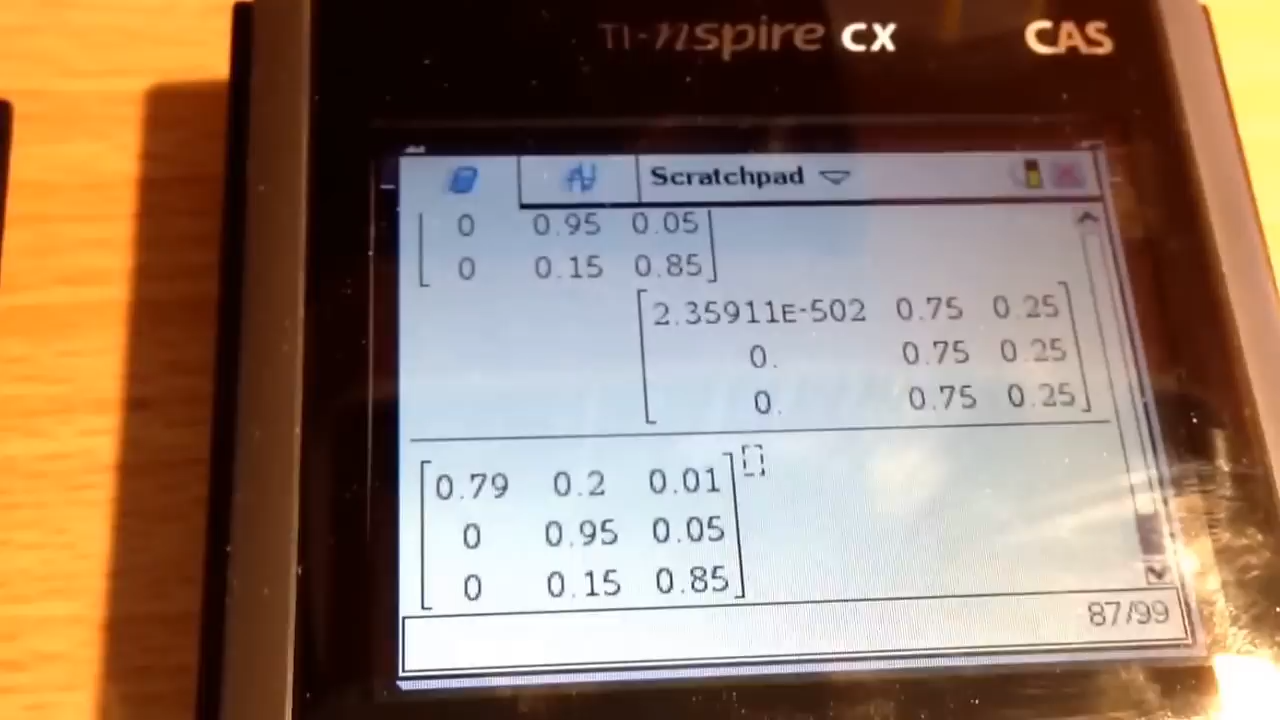 TI-nspire CX CAS
Scratchpad
0 0.95 0.05
0 0.15 0.85
2.35911E-502 0.75 0.25
0. 0.75 0.25
0. 0.75 0.25
0.79 0.2 0.01
0 0.95 0.05
0 0.15 0.85
87/99